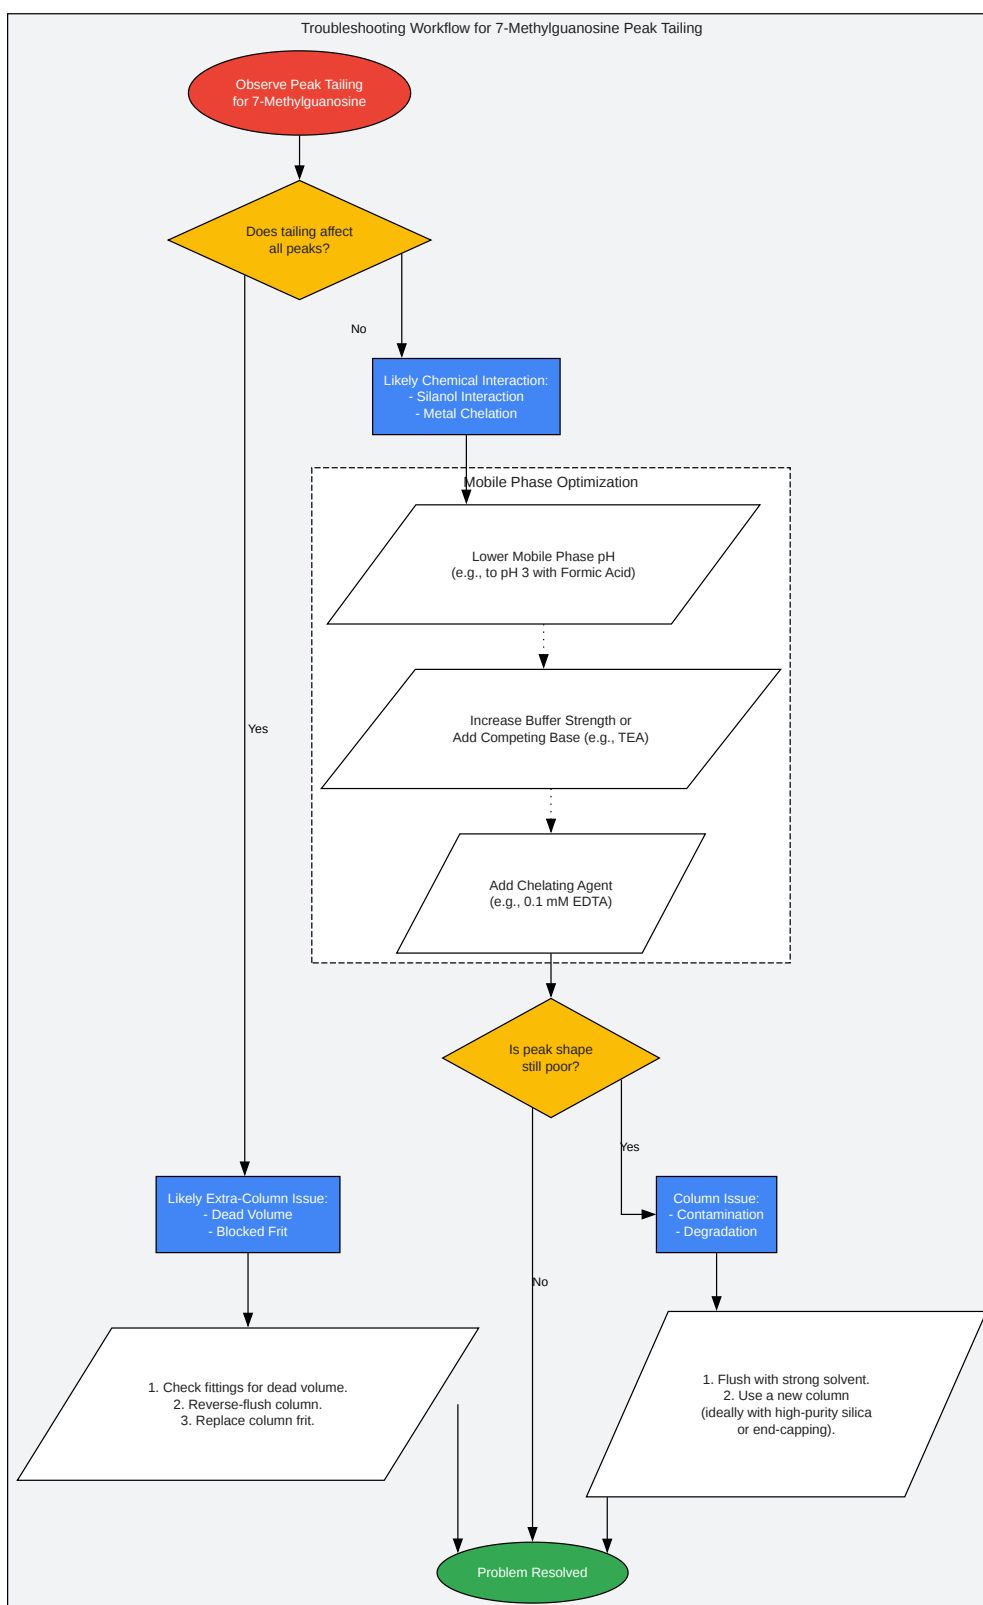 Troubleshooting Workflow for 7-Methylguanosine Peak Tailing
Observe Peak Tailing
for 7-Methylguanosine
Does tailing affect
all peaks?
No
Likely Chemical Interaction:
- Silanol Interaction
- Metal Chelation
Mobile Phase Optimization
Lower Mobile Phase pH
(e.g., to pH 3 with Formic Acid)
Increase Buffer Strength or
Add Competing Base (e.g., TEA)
Yes
Add Chelating Agent
(e.g., 0.1 mM EDTA)
Is peak shape
still poor?
Yes
Likely Extra-Column Issue:
- Dead Volume
- Blocked Frit
Column Issue:
- Contamination
- Degradation
No
1. Check fittings for dead volume.
2. Reverse-flush column.
3. Replace column frit.
1. Flush with strong solvent.
2. Use a new column
(ideally with high-purity silica
or end-capping).
Problem Resolved